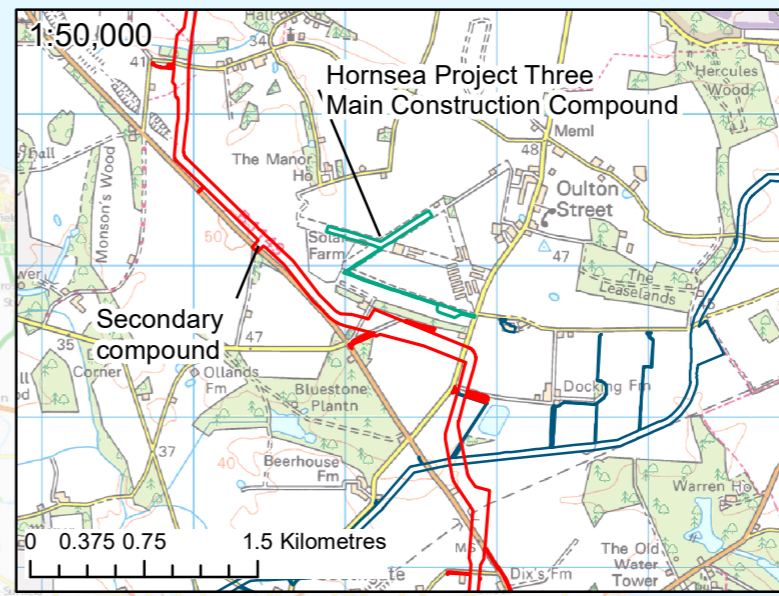 1:50,000
Hall
34
41
Hornsea Project Three
Main Construction Compound
Hercules
Wood
Meml
48
The Manor
Ho
Hall
Monson's Wood
Oulton
Street
50
Solar
Farm
47
The
Leaselands
Secondary
compound
47
35
Corner
Ollands
Fm
Bluestone
Plantn
Docking Fm
37
40
Beerhouse
Fm
Warren Ho
0 0.375 0.75 1.5 Kilometres
MS
Dix's Fm
The Old
Water
Tower